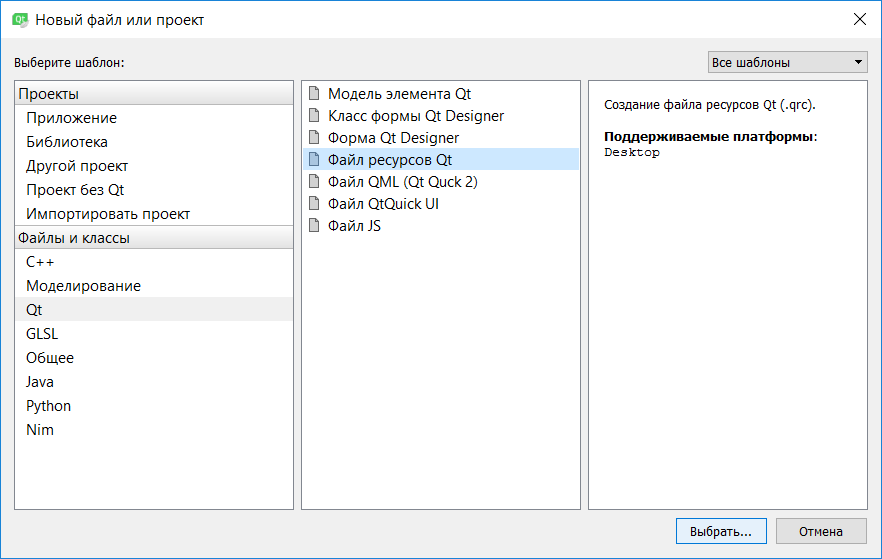 Qt Новый файл или проект
Выберите шаблон:
Все шаблоны
Проекты
Приложение
Библиотека
Другой проект
Проект без Qt
Импортировать проект
Файлы и классы
C++
Моделирование
Qt
GLSL
Общее
Java
Python
Nim
Модель элемента Qt
Класс формы Qt Designer
Форма Qt Designer
Файл ресурсов Qt
Файл QML (Qt Quck 2)
Файл QtQuick UI
Файл JS
Создание файла ресурсов Qt (.qrc).
Поддерживаемые платформы:
Desktop
Выбрать...
Отмена